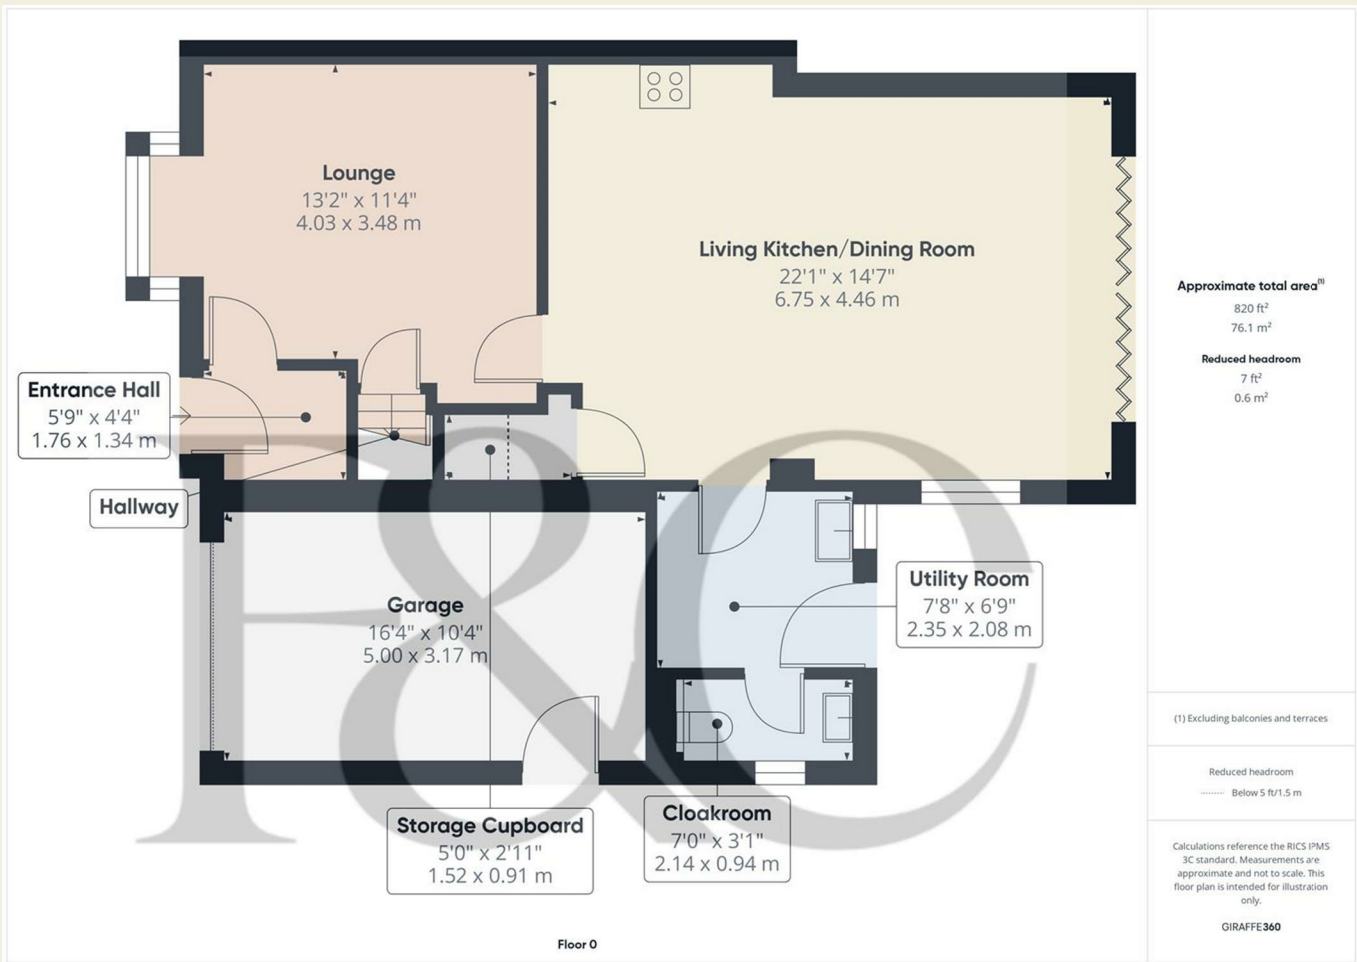 Lounge
13'2" x 11'4"
4.03 x 3.48 m
Living Kitchen/Dining Room
22'1" x 14'7"
6.75 x 4.46 m
Entrance Hall
5'9" x 4'4"
1.76 x 1.34 m
Hallway
Garage
16'4" x 10'4"
5.00 x 3.17 m
Utility Room
7'8" x 6'9"
2.35 x 2.08 m
Storage Cupboard
5'0" x 2'11"
1.52 x 0.91 m
Cloakroom
7'0" x 3'1"
2.14 x 0.94 m
F&C
Floor 0
Approximate total area(1)
820 ft²
76.1 m²
Reduced headroom
7 ft²
0.6 m²
(1) Excluding balconies and terraces
Reduced headroom
Below 5 ft/1.5 m
Calculations reference the RICS IPMS
3C standard. Measurements are
approximate and not to scale. This
floor plan is intended for illustration
only.
GIRAFFE360